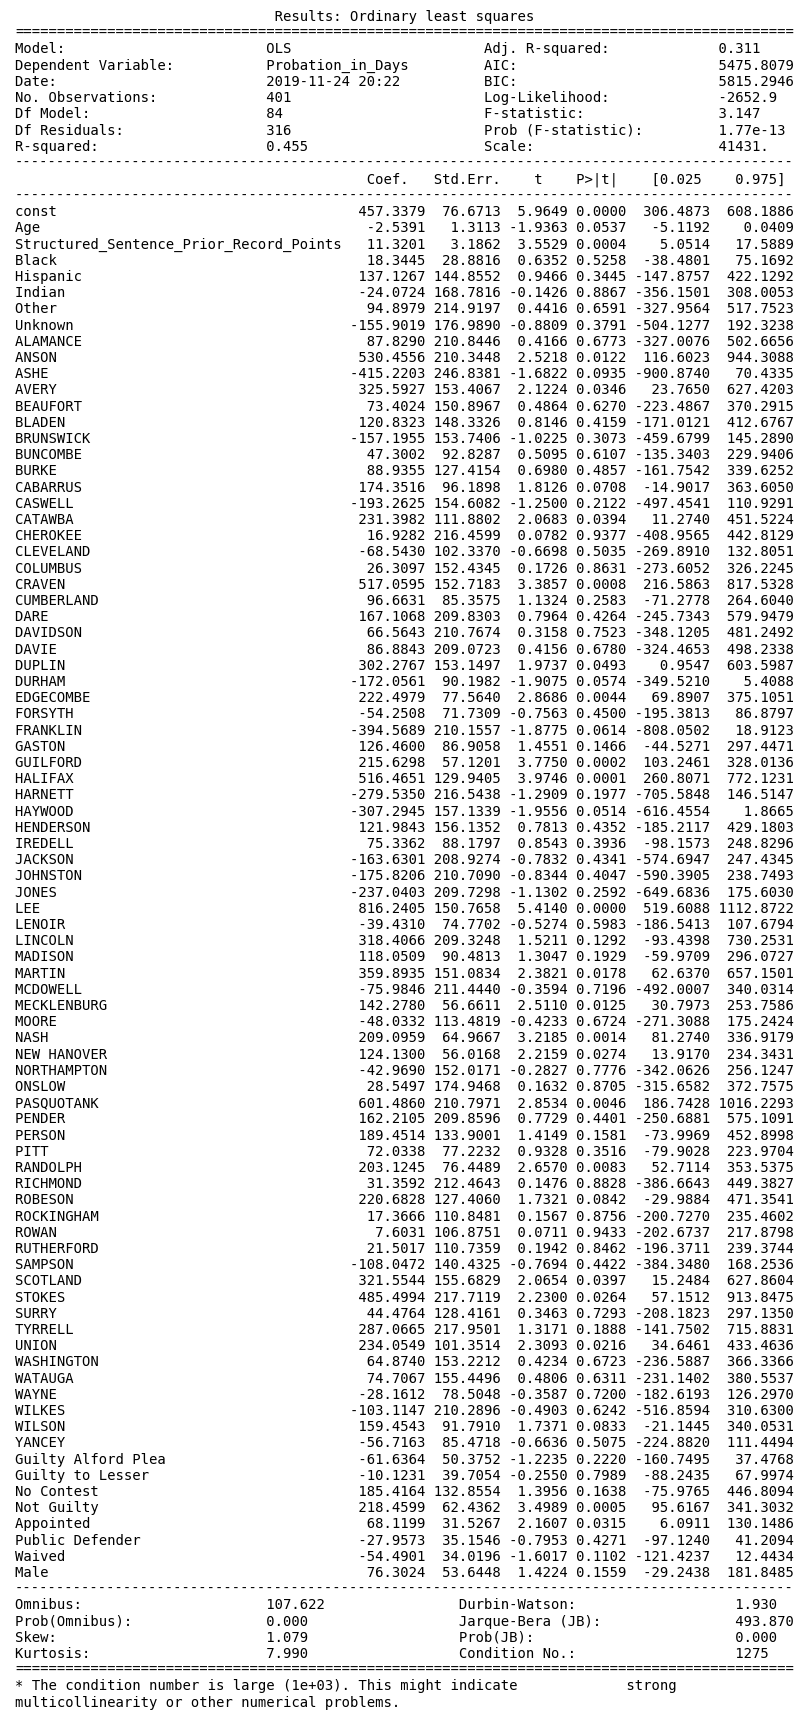 Results: Ordinary least squares
==============================================================================================
Model: OLS Adj. R-squared: 0.311
Dependent Variable: Probation_in_Days AIC: 5475.8079
Date: 2019-11-24 20:22 BIC: 5815.2946
No. Observations: 401 Log-Likelihood: -2652.9
Df Model: 84 F-statistic: 3.147
Df Residuals: 316 Prob (F-statistic): 1.77e-13
R-squared: 0.455 Scale: 41431.
----------------------------------------------------------------------------------------------
Coef. Std.Err. t P>|t| [0.025 0.975]
----------------------------------------------------------------------------------------------
const 457.3379 76.6713 5.9649 0.0000 306.4873 608.1886
Age -2.5391 1.3113 -1.9363 0.0537 -5.1192 0.0409
Structured_Sentence_Prior_Record_Points 11.3201 3.1862 3.5529 0.0004 5.0514 17.5889
Black 18.3445 28.8816 0.6352 0.5258 -38.4801 75.1692
Hispanic 137.1267 144.8552 0.9466 0.3445 -147.8757 422.1292
Indian -24.0724 168.7816 -0.1426 0.8867 -356.1501 308.0053
Other 94.8979 214.9197 0.4416 0.6591 -327.9564 517.7523
Unknown -155.9019 176.9890 -0.8809 0.3791 -504.1277 192.3238
ALAMANCE 87.8290 210.8446 0.4166 0.6773 -327.0076 502.6656
ANSON 530.4556 210.3448 2.5218 0.0122 116.6023 944.3088
ASHE -415.2203 246.8381 -1.6822 0.0935 -900.8740 70.4335
AVERY 325.5927 153.4067 2.1224 0.0346 23.7650 627.4203
BEAUFORT 73.4024 150.8967 0.4864 0.6270 -223.4867 370.2915
BLADEN 120.8323 148.3326 0.8146 0.4159 -171.0121 412.6767
BRUNSWICK -157.1955 153.7406 -1.0225 0.3073 -459.6799 145.2890
BUNCOMBE 47.3002 92.8287 0.5095 0.6107 -135.3403 229.9406
BURKE 88.9355 127.4154 0.6980 0.4857 -161.7542 339.6252
CABARRUS 174.3516 96.1898 1.8126 0.0708 -14.9017 363.6050
CASWELL -193.2625 154.6082 -1.2500 0.2122 -497.4541 110.9291
CATAWBA 231.3982 111.8802 2.0683 0.0394 11.2740 451.5224
CHEROKEE 16.9282 216.4599 0.0782 0.9377 -408.9565 442.8129
CLEVELAND -68.5430 102.3370 -0.6698 0.5035 -269.8910 132.8051
COLUMBUS 26.3097 152.4345 0.1726 0.8631 -273.6052 326.2245
CRAVEN 517.0595 152.7183 3.3857 0.0008 216.5863 817.5328
CUMBERLAND 96.6631 85.3575 1.1324 0.2583 -71.2778 264.6040
DARE 167.1068 209.8303 0.7964 0.4264 -245.7343 579.9479
DAVIDSON 66.5643 210.7674 0.3158 0.7523 -348.1205 481.2492
DAVIE 86.8843 209.0723 0.4156 0.6780 -324.4653 498.2338
DUPLIN 302.2767 153.1497 1.9737 0.0493 0.9547 603.5987
DURHAM -172.0561 90.1982 -1.9075 0.0574 -349.5210 5.4088
EDGECOMBE 222.4979 77.5640 2.8686 0.0044 69.8907 375.1051
FORSYTH -54.2508 71.7309 -0.7563 0.4500 -195.3813 86.8797
FRANKLIN -394.5689 210.1557 -1.8775 0.0614 -808.0502 18.9123
GASTON 126.4600 86.9058 1.4551 0.1466 -44.5271 297.4471
GUILFORD 215.6298 57.1201 3.7750 0.0002 103.2461 328.0136
HALIFAX 516.4651 129.9405 3.9746 0.0001 260.8071 772.1231
HARNETT -279.5350 216.5438 -1.2909 0.1977 -705.5848 146.5147
HAYWOOD -307.2945 157.1339 -1.9556 0.0514 -616.4554 1.8665
HENDERSON 121.9843 156.1352 0.7813 0.4352 -185.2117 429.1803
IREDELL 75.3362 88.1797 0.8543 0.3936 -98.1573 248.8296
JACKSON -163.6301 208.9274 -0.7832 0.4341 -574.6947 247.4345
JOHNSTON -175.8206 210.7090 -0.8344 0.4047 -590.3905 238.7493
JONES -237.0403 209.7298 -1.1302 0.2592 -649.6836 175.6030
LEE 816.2405 150.7658 5.4140 0.0000 519.6088 1112.8722
LENOIR -39.4310 74.7702 -0.5274 0.5983 -186.5413 107.6794
LINCOLN 318.4066 209.3248 1.5211 0.1292 -93.4398 730.2531
MADISON 118.0509 90.4813 1.3047 0.1929 -59.9709 296.0727
MARTIN 359.8935 151.0834 2.3821 0.0178 62.6370 657.1501
MCDOWELL -75.9846 211.4440 -0.3594 0.7196 -492.0007 340.0314
MECKLENBURG 142.2780 56.6611 2.5110 0.0125 30.7973 253.7586
MOORE -48.0332 113.4819 -0.4233 0.6724 -271.3088 175.2424
NASH 209.0959 64.9667 3.2185 0.0014 81.2740 336.9179
NEW HANOVER 124.1300 56.0168 2.2159 0.0274 13.9170 234.3431
NORTHAMPTON -42.9690 152.0171 -0.2827 0.7776 -342.0626 256.1247
ONSLOW 28.5497 174.9468 0.1632 0.8705 -315.6582 372.7575
PASQUOTANK 601.4860 210.7971 2.8534 0.0046 186.7428 1016.2293
PENDER 162.2105 209.8596 0.7729 0.4401 -250.6881 575.1091
PERSON 189.4514 133.9001 1.4149 0.1581 -73.9969 452.8998
PITT 72.0338 77.2232 0.9328 0.3516 -79.9028 223.9704
RANDOLPH 203.1245 76.4489 2.6570 0.0083 52.7114 353.5375
RICHMOND 31.3592 212.4643 0.1476 0.8828 -386.6643 449.3827
ROBESON 220.6828 127.4060 1.7321 0.0842 -29.9884 471.3541
ROCKINGHAM 17.3666 110.8481 0.1567 0.8756 -200.7270 235.4602
ROWAN 7.6031 106.8751 0.0711 0.9433 -202.6737 217.8798
RUTHERFORD 21.5017 110.7359 0.1942 0.8462 -196.3711 239.3744
SAMPSON -108.0472 140.4325 -0.7694 0.4422 -384.3480 168.2536
SCOTLAND 321.5544 155.6829 2.0654 0.0397 15.2484 627.8604
STOKES 485.4994 217.7119 2.2300 0.0264 57.1512 913.8475
SURRY 44.4764 128.4161 0.3463 0.7293 -208.1823 297.1350
TYRRELL 287.0665 217.9501 1.3171 0.1888 -141.7502 715.8831
UNION 234.0549 101.3514 2.3093 0.0216 34.6461 433.4636
WASHINGTON 64.8740 153.2212 0.4234 0.6723 -236.5887 366.3366
WATAUGA 74.7067 155.4496 0.4806 0.6311 -231.1402 380.5537
WAYNE -28.1612 78.5048 -0.3587 0.7200 -182.6193 126.2970
WILKES -103.1147 210.2896 -0.4903 0.6242 -516.8594 310.6300
WILSON 159.4543 91.7910 1.7371 0.0833 -21.1445 340.0531
YANCEY -56.7163 85.4718 -0.6636 0.5075 -224.8820 111.4494
Guilty Alford Plea -61.6364 50.3752 -1.2235 0.2220 -160.7495 37.4768
Guilty to Lesser -10.1231 39.7054 -0.2550 0.7989 -88.2435 67.9974
No Contest 185.4164 132.8554 1.3956 0.1638 -75.9765 446.8094
Not Guilty 218.4599 62.4362 3.4989 0.0005 95.6167 341.3032
Appointed 68.1199 31.5267 2.1607 0.0315 6.0911 130.1486
Public Defender -27.9573 35.1546 -0.7953 0.4271 -97.1240 41.2094
Waived -54.4901 34.0196 -1.6017 0.1102 -121.4237 12.4434
Male 76.3024 53.6448 1.4224 0.1559 -29.2438 181.8485
----------------------------------------------------------------------------------------------
Omnibus: 107.622 Durbin-Watson: 1.930
Prob(Omnibus): 0.000 Jarque-Bera (JB): 493.870
Skew: 1.079 Prob(JB): 0.000
Kurtosis: 7.990 Condition No.: 1275
==============================================================================================
* The condition number is large (1e+03). This might indicate strong
multicollinearity or other numerical problems.